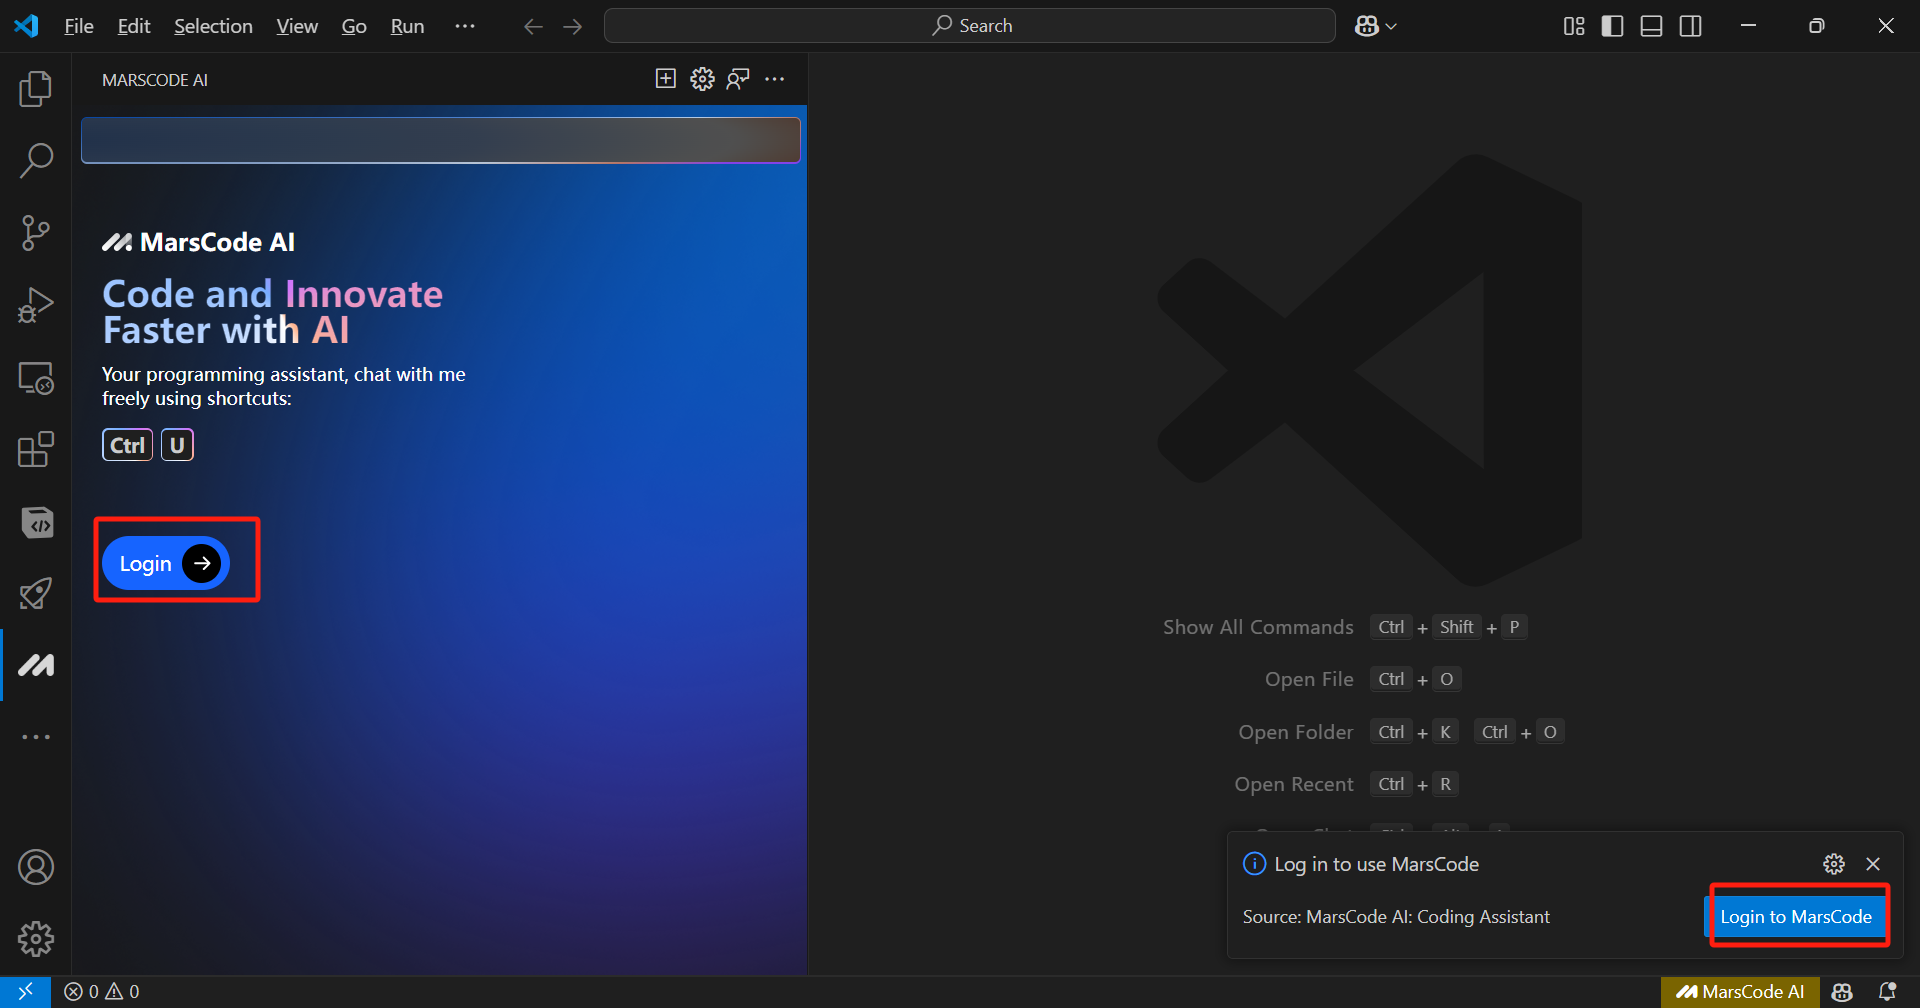 File Edit Selection View Go Run ··· Search
MARSCODE AI
MarsCode AI
Code and Innovate
Faster with AI
Your programming assistant, chat with me
freely using shortcuts:
Ctrl U
Login
Show All Commands Ctrl + Shift + P
Open File Ctrl + O
Open Folder Ctrl + K Ctrl + O
Open Recent Ctrl + R
Log in to use MarsCode
Source: MarsCode AI: Coding Assistant Login to MarsCode
0 0 MarsCode AI